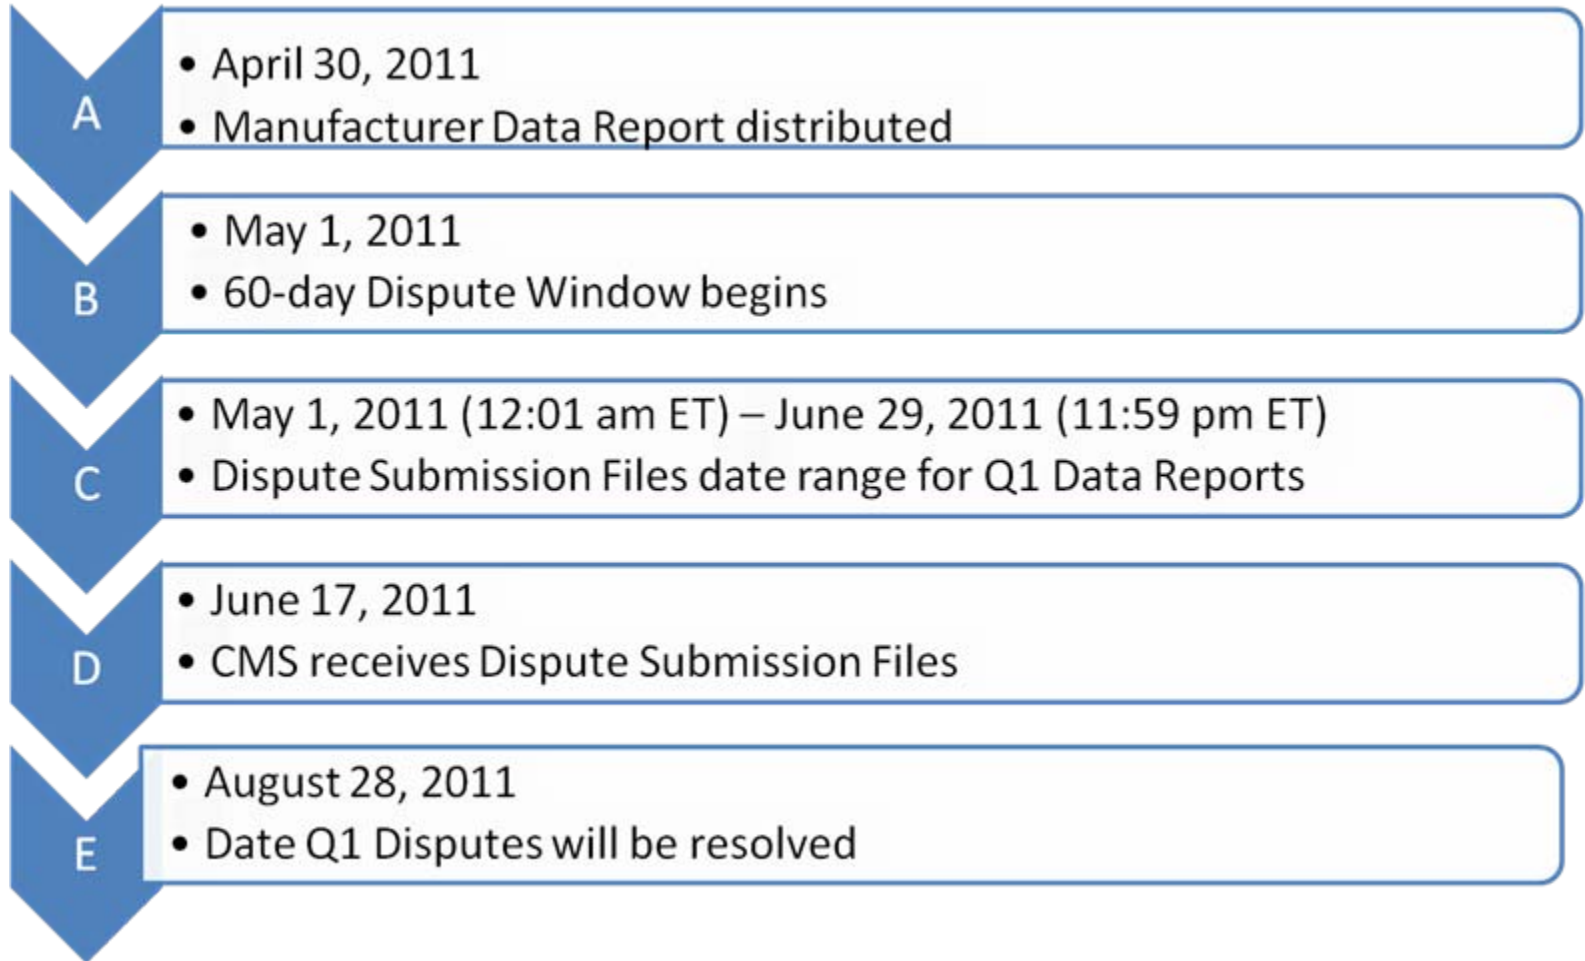 A
• April 30, 2011
• Manufacturer Data Report distributed
B
• May 1, 2011
• 60-day Dispute Window begins
C
• May 1, 2011 (12:01 am ET) – June 29, 2011 (11:59 pm ET)
• Dispute Submission Files date range for Q1 Data Reports
D
• June 17, 2011
• CMS receives Dispute Submission Files
E
• August 28, 2011
• Date Q1 Disputes will be resolved